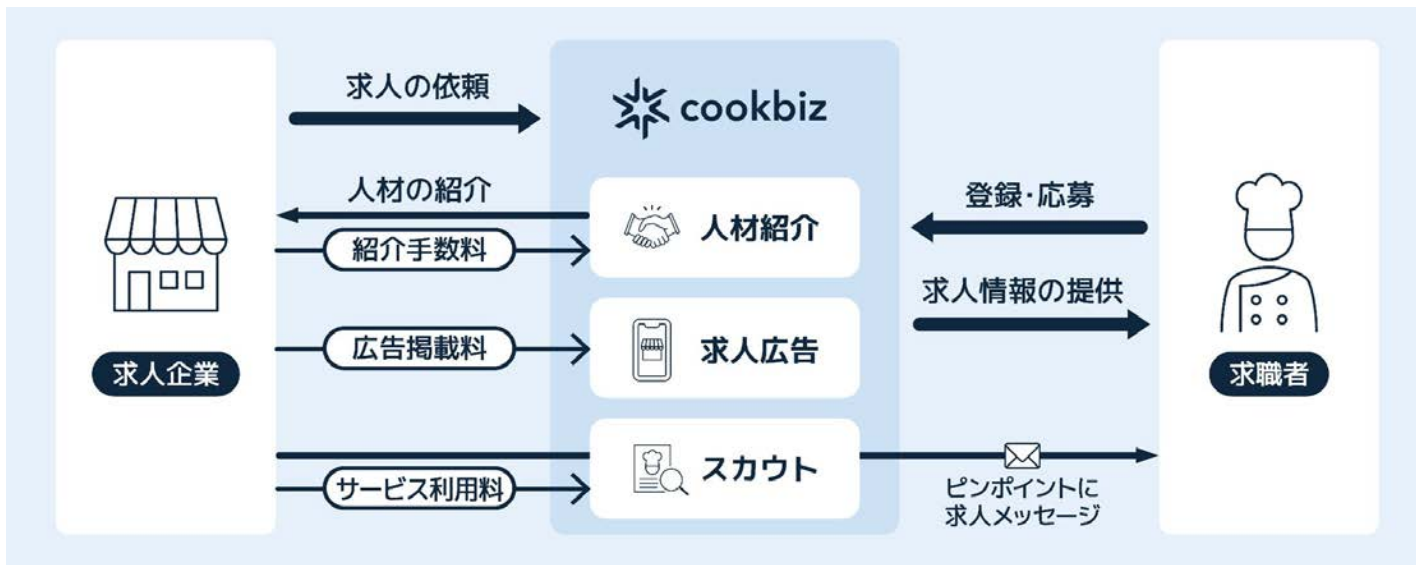 求人の依頼
cookbiz
人材の紹介
紹介手数料
人材紹介
登録・応募
求人情報の提供
広告掲載料
求人広告
求人企業
求職者
スカウト
サービス利用料
ピンポイントに
求人メッセージ